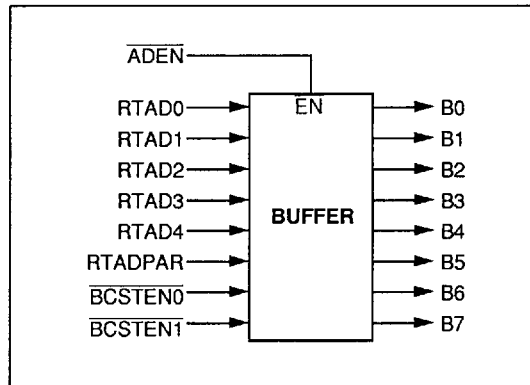 ADEN
EN
RTAD0 B0
RTAD1 B1
RTAD2 B2
RTAD3 B3
BUFFER
RTAD4 B4
RTADPAR B5
BCSTEN0 B6
BCSTEN1 B7